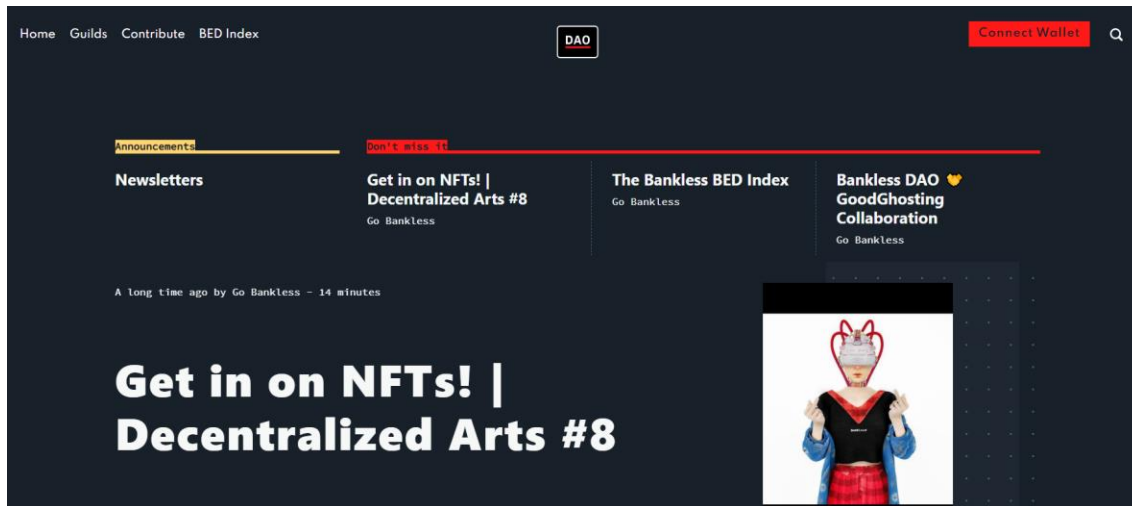 Home Guilds Contribute BED Index
DAO
Connect Wallet
Announcements
Newsletters
Don't miss it
Get in on NFTs! |
Decentralized Arts #8
Go Bankless
The Bankless BED Index
Go Bankless
Bankless DAO 🤝
GoodGhosting
Collaboration
Go Bankless
A long time ago by Go Bankless — 14 minutes
Get in on NFTs! |
Decentralized Arts #8